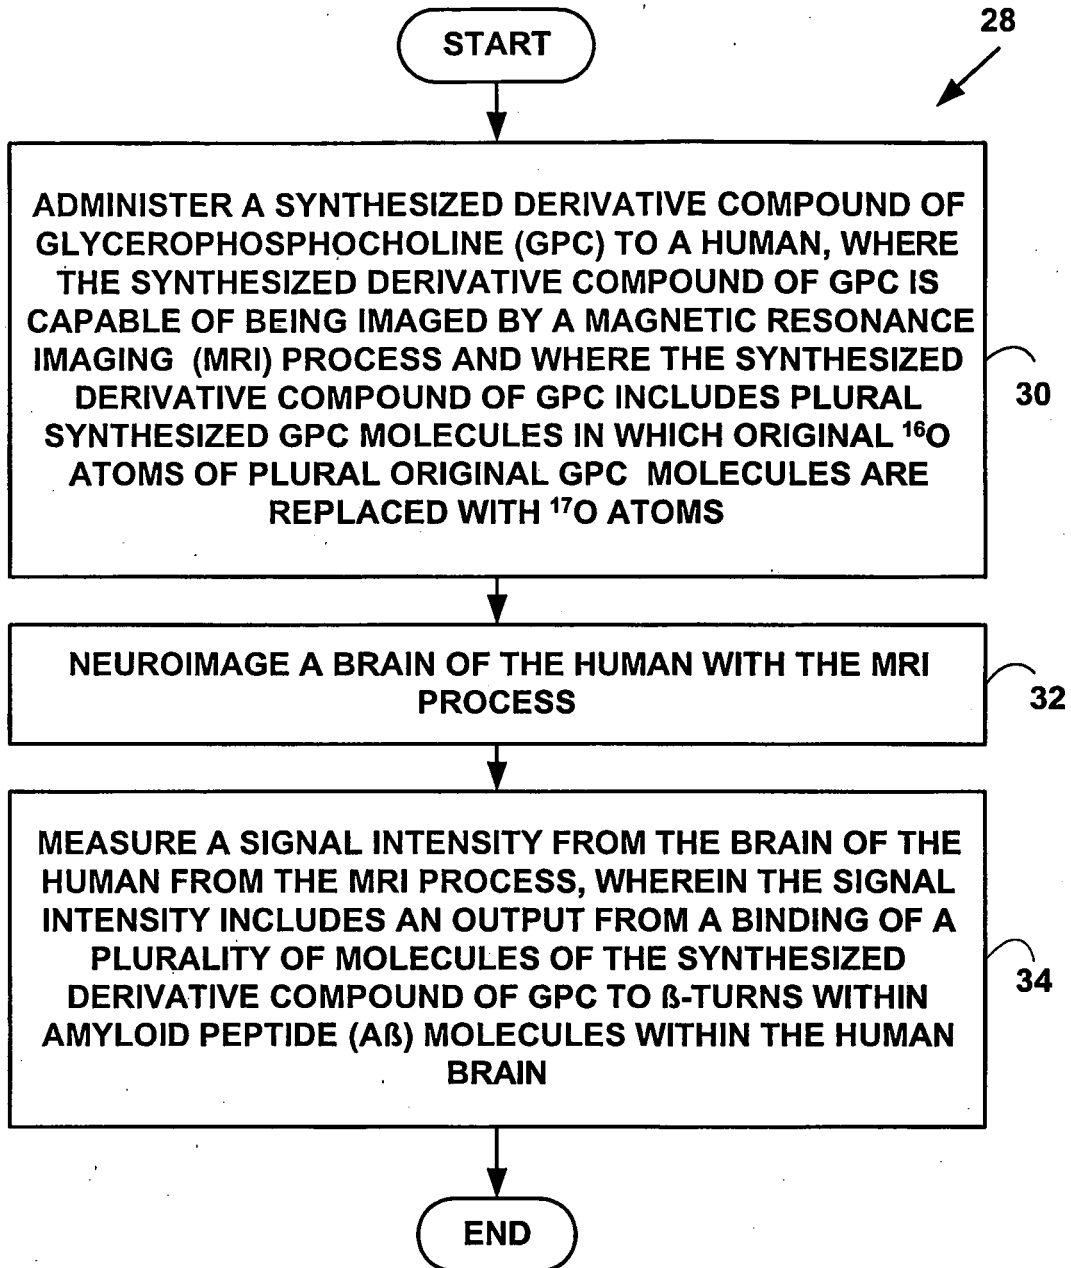 START
28
ADMINISTER A SYNTHESIZED DERIVATIVE COMPOUND OF
GLYCEROPHOSPHOCHOLINE (GPC) TO A HUMAN, WHERE
THE SYNTHESIZED DERIVATIVE COMPOUND OF GPC IS
CAPABLE OF BEING IMAGED BY A MAGNETIC RESONANCE
IMAGING (MRI) PROCESS AND WHERE THE SYNTHESIZED
DERIVATIVE COMPOUND OF GPC INCLUDES PLURAL
SYNTHESIZED GPC MOLECULES IN WHICH ORIGINAL ¹⁶O
ATOMS OF PLURAL ORIGINAL GPC MOLECULES ARE
REPLACED WITH ¹⁷O ATOMS
30
NEUROIMAGE A BRAIN OF THE HUMAN WITH THE MRI
PROCESS
32
MEASURE A SIGNAL INTENSITY FROM THE BRAIN OF THE
HUMAN FROM THE MRI PROCESS, WHEREIN THE SIGNAL
INTENSITY INCLUDES AN OUTPUT FROM A BINDING OF A
PLURALITY OF MOLECULES OF THE SYNTHESIZED
DERIVATIVE COMPOUND OF GPC TO ß-TURNS WITHIN
AMYLOID PEPTIDE (Aß) MOLECULES WITHIN THE HUMAN
BRAIN
34
END